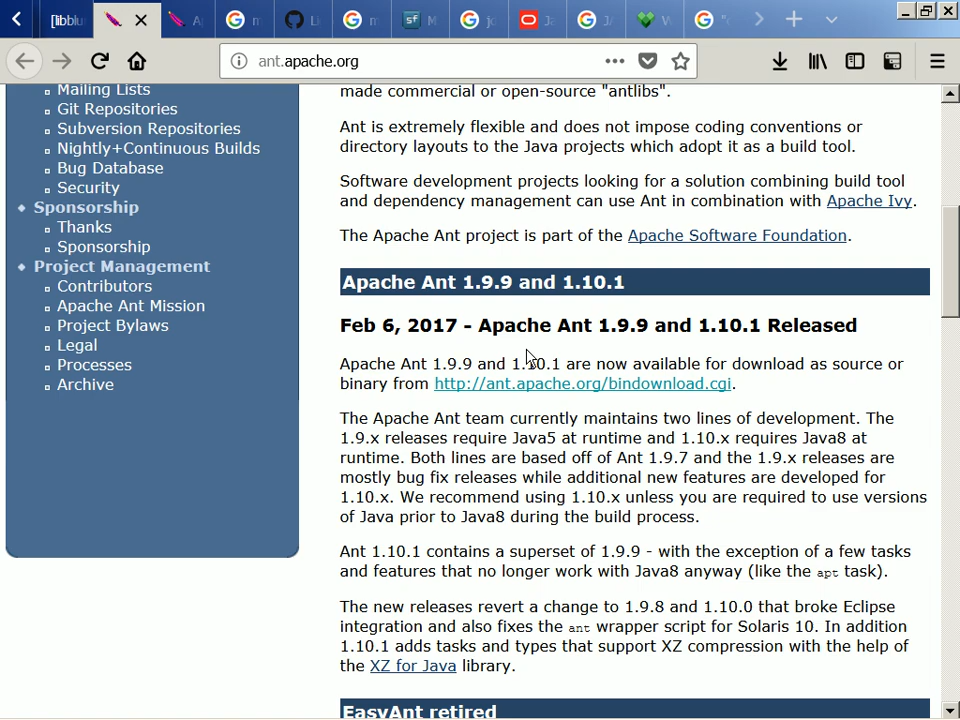 [libblu
A
m
Li
m
M
jo
Ja
JA
W
"c
ant.apache.org
Mailing Lists
Git Repositories
Subversion Repositories
Nightly+Continuous Builds
Bug Database
Security
Sponsorship
Thanks
Sponsorship
Project Management
Contributors
Apache Ant Mission
Project Bylaws
Legal
Processes
Archive
made commercial or open-source "antlibs".
Ant is extremely flexible and does not impose coding conventions or
directory layouts to the Java projects which adopt it as a build tool.
Software development projects looking for a solution combining build tool
and dependency management can use Ant in combination with Apache Ivy.
The Apache Ant project is part of the Apache Software Foundation.
Apache Ant 1.9.9 and 1.10.1
Feb 6, 2017 - Apache Ant 1.9.9 and 1.10.1 Released
Apache Ant 1.9.9 and 1.10.1 are now available for download as source or
binary from http://ant.apache.org/bindownload.cgi.
The Apache Ant team currently maintains two lines of development. The
1.9.x releases require Java5 at runtime and 1.10.x requires Java8 at
runtime. Both lines are based off of Ant 1.9.7 and the 1.9.x releases are
mostly bug fix releases while additional new features are developed for
1.10.x. We recommend using 1.10.x unless you are required to use versions
of Java prior to Java8 during the build process.
Ant 1.10.1 contains a superset of 1.9.9 - with the exception of a few tasks
and features that no longer work with Java8 anyway (like the apt task).
The new releases revert a change to 1.9.8 and 1.10.0 that broke Eclipse
integration and also fixes the ant wrapper script for Solaris 10. In addition
1.10.1 adds tasks and types that support XZ compression with the help of
the XZ for Java library.
EasyAnt retired